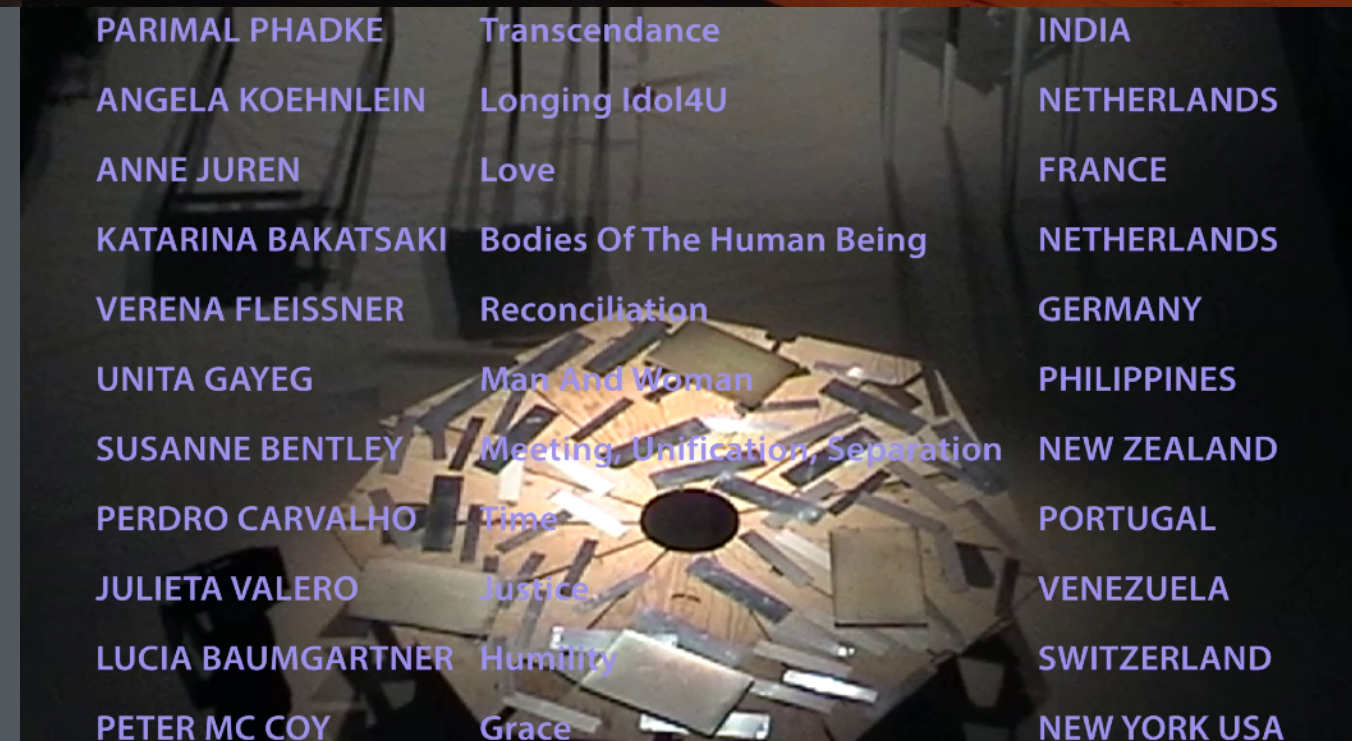 PARIMAL PHADKE Transcendance INDIA
ANGELA KOEHNLEIN Longing Idol4U NETHERLANDS
ANNE JUREN Love FRANCE
KATARINA BAKATSAKI Bodies Of The Human Being NETHERLANDS
VERENA FLEISSNER Reconciliation GERMANY
UNITA GAYEG Man And Woman PHILIPPINES
SUSANNE BENTLEY Meeting, Unification, Separation NEW ZEALAND
PERDRO CARVALHO Time PORTUGAL
JULIETA VALERO Justice VENEZUELA
LUCIA BAUMGARTNER Humility SWITZERLAND
PETER MC COY Grace NEW YORK USA